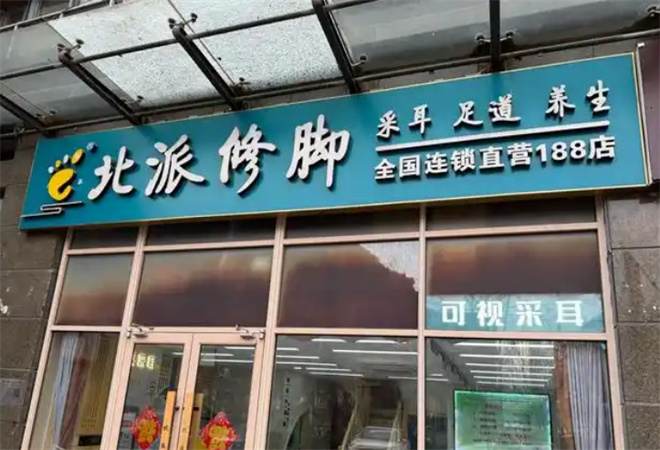 北派修脚
采耳 足道 养生
全国连锁直营188店
可视采耳